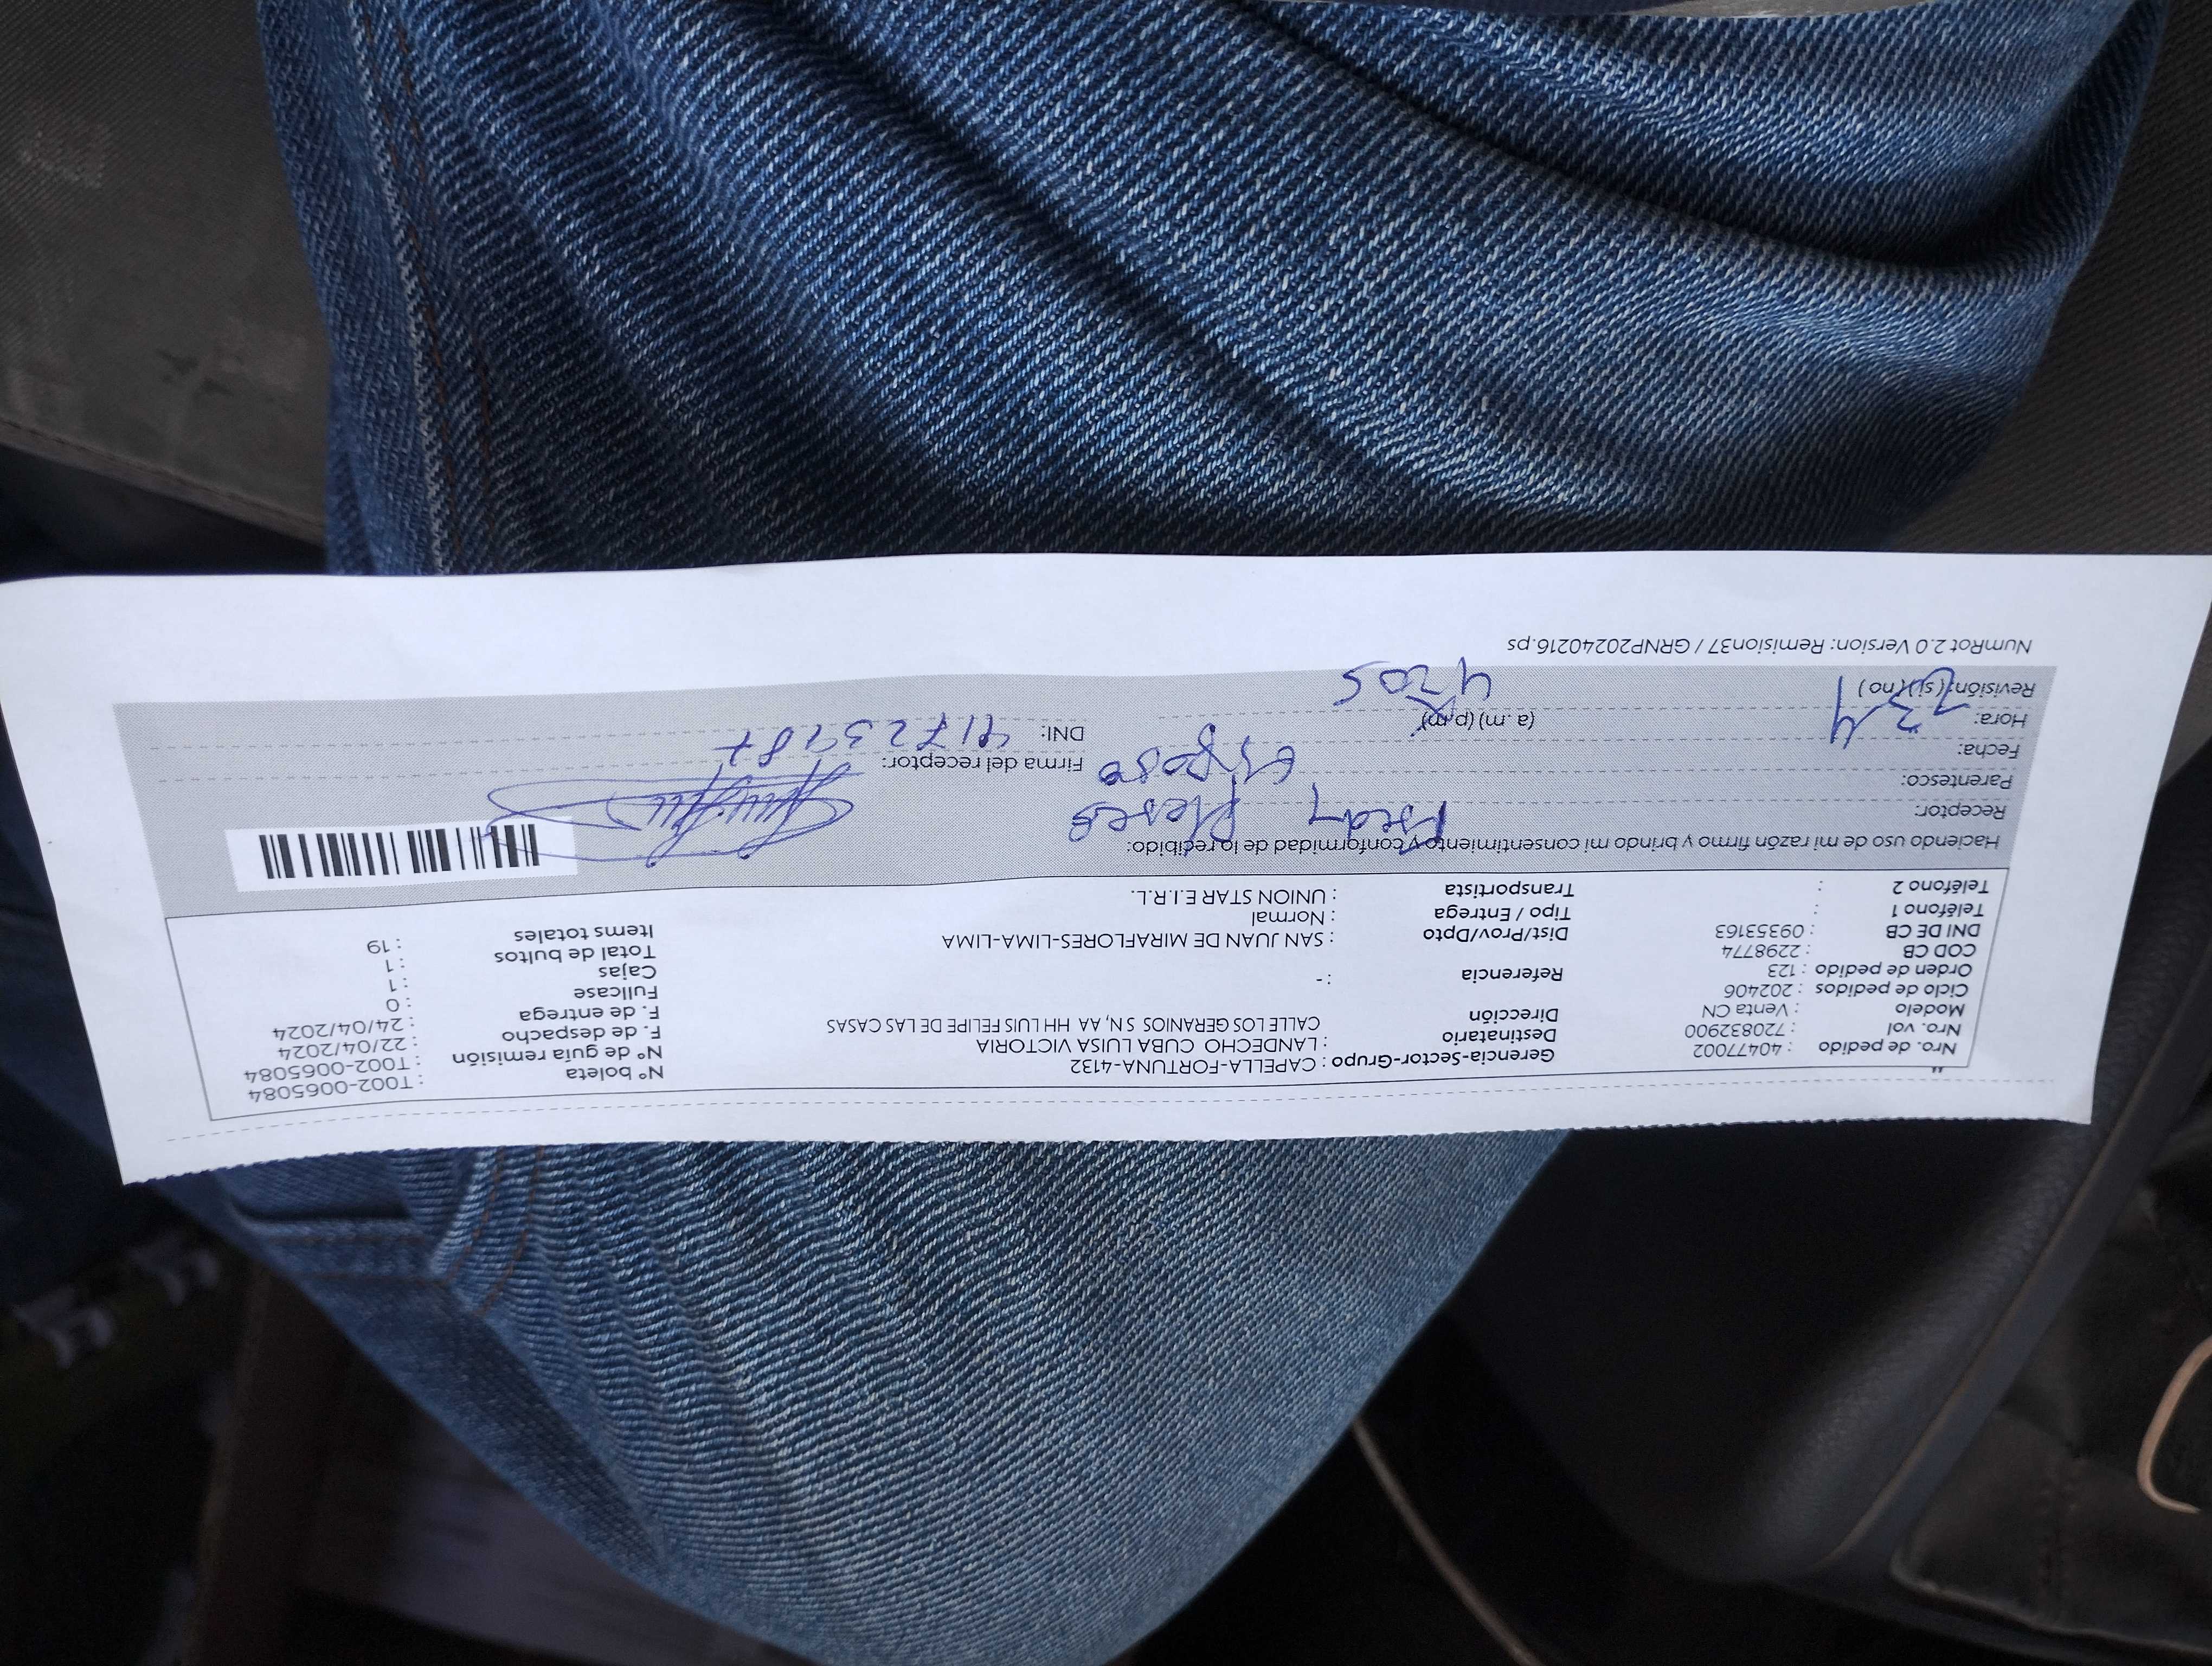 Nro. de pedido : 40477002
Nro. vol : 720832900
Modelo : Venta CN
Ciclo de pedidos : 202406
Orden de pedido : 123
COD CB : 2298774
DNI DE CB : 09353163
Teléfono 1 :
Teléfono 2 :
Gerencia-Sector-Grupo : CAPELLA-FORTUNA-4132
Destinatario : LANDECHO CUBA LUISA VICTORIA
Dirección CALLE LOS GERANIOS S N, AA HH LUIS FELIPE DE LAS CASAS
Referencia : -
Dist/Prov/Dpto : SAN JUAN DE MIRAFLORES-LIMA-LIMA
Tipo / Entrega : Normal
Transportista : UNION STAR E.I.R.L.
N° boleta : T002-0065084
N° de guía remisión : T002-0065084
F. de despacho : 22/04/2024
F. de entrega : 24/04/2024
Fullcase : 0
Cajas : 1
Total de bultos : 1
Items totales : 19
Haciendo uso de mi razón firmo y brindo mi consentimiento y conformidad de lo recibido:
Receptor:
Parentesco: esposo
Fecha:
Hora: (a. m.) (p.m)
Revisión: (si) (no)
Firma del receptor:
DNI:
NumRot 2.0 Version: Remision37 / GRNP20240216.ps